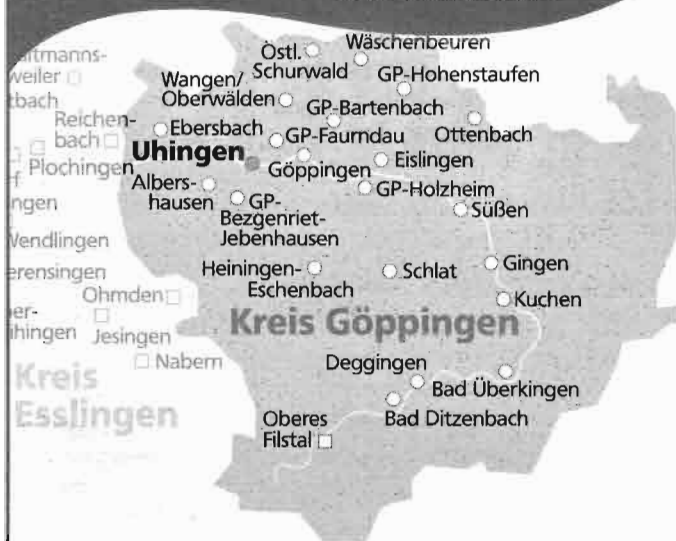 Östl.
Schurwald
Wäschenbeuren
GP-Hohenstaufen
Wangen/
Oberwälden
GP-Bartenbach
Reichen-
bach
Ebersbach
GP-Faurndau
Ottenbach
Uhingen
Plochingen
Göppingen
Eislingen
Albers-
hausen
GP-
Bezgenriet-
Jebenhausen
GP-Holzheim
Süßen
Wendlingen
Heiningen-
Eschenbach
Schlat
Gingen
Ohmden
Kuchen
Jesingen
Kreis Göppingen
Nabern
Kreis
Esslingen
Deggingen
Bad Überkingen
Bad Ditzenbach
Oberes
Filstal